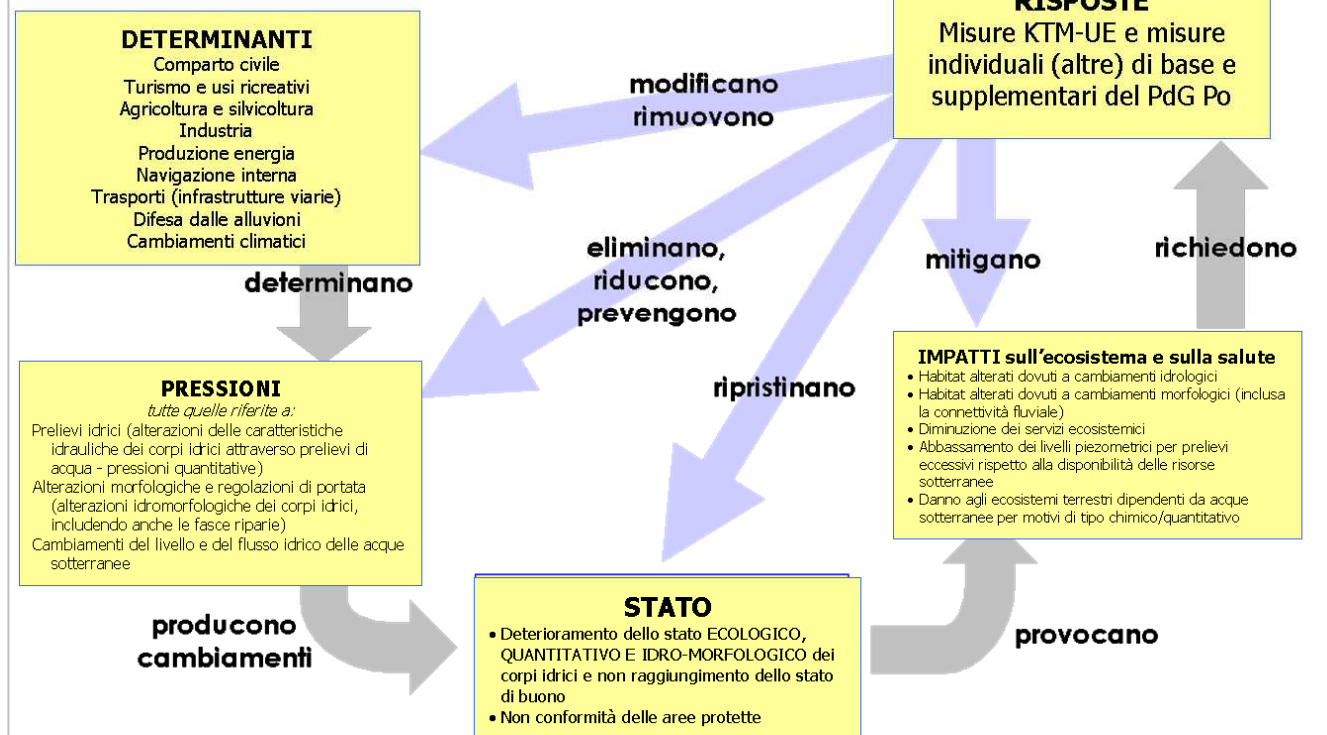 RISPOSTE
Misure KTM-UE e misure
individuali (altre) di base e
supplementari del PdG Po
DETERMINANTI
Comparto civile
Turismo e usi ricreativi
Agricoltura e silvicoltura
Industria
Produzione energia
Navigazione interna
Trasporti (infrastrutture viarie)
Difesa dalle alluvioni
Cambiamenti climatici
modificano
rimuovono
determinano
eliminano,
riducono,
prevengono
mitigano
richiedono
ripristinano
PRESSIONI
tutte quelle riferite a:
Prelievi idrici (alterazioni delle caratteristiche
idrauliche dei corpi idrici attraverso prelievi di
acqua - pressioni quantitative)
Alterazioni morfologiche e regolazioni di portata
(alterazioni idromorfologiche dei corpi idrici,
includendo anche le fasce riparie)
Cambiamenti del livello e del flusso idrico delle acque
sotterranee
IMPATTI sull'ecosistema e sulla salute
• Habitat alterati dovuti a cambiamenti idrologici
• Habitat alterati dovuti a cambiamenti morfologici (inclusa
la connettività fluviale)
• Diminuzione dei servizi ecosistemici
• Abbassamento dei livelli piezometrici per prelievi
eccessivi rispetto alla disponibilità delle risorse
sotterranee
• Danno agli ecosistemi terrestri dipendenti da acque
sotterranee per motivi di tipo chimico/quantitativo
producono
cambiamenti
STATO
• Deterioramento dello stato ECOLOGICO,
QUANTITATIVO E IDRO-MORFOLOGICO dei
corpi idrici e non raggiungimento dello stato
di buono
• Non conformità delle aree protette
provocano